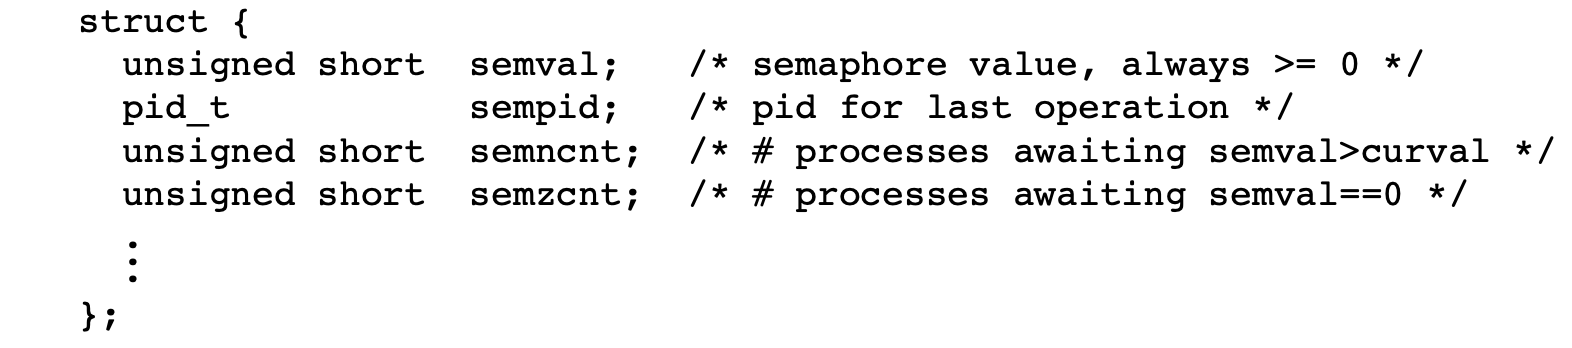 struct {
  unsigned short  semval;   /* semaphore value, always >= 0 */
  pid_t           sempid;   /* pid for last operation */
  unsigned short  semncnt;  /* # processes awaiting semval>curval */
  unsigned short  semzcnt;  /* # processes awaiting semval==0 */
  ⋮
};